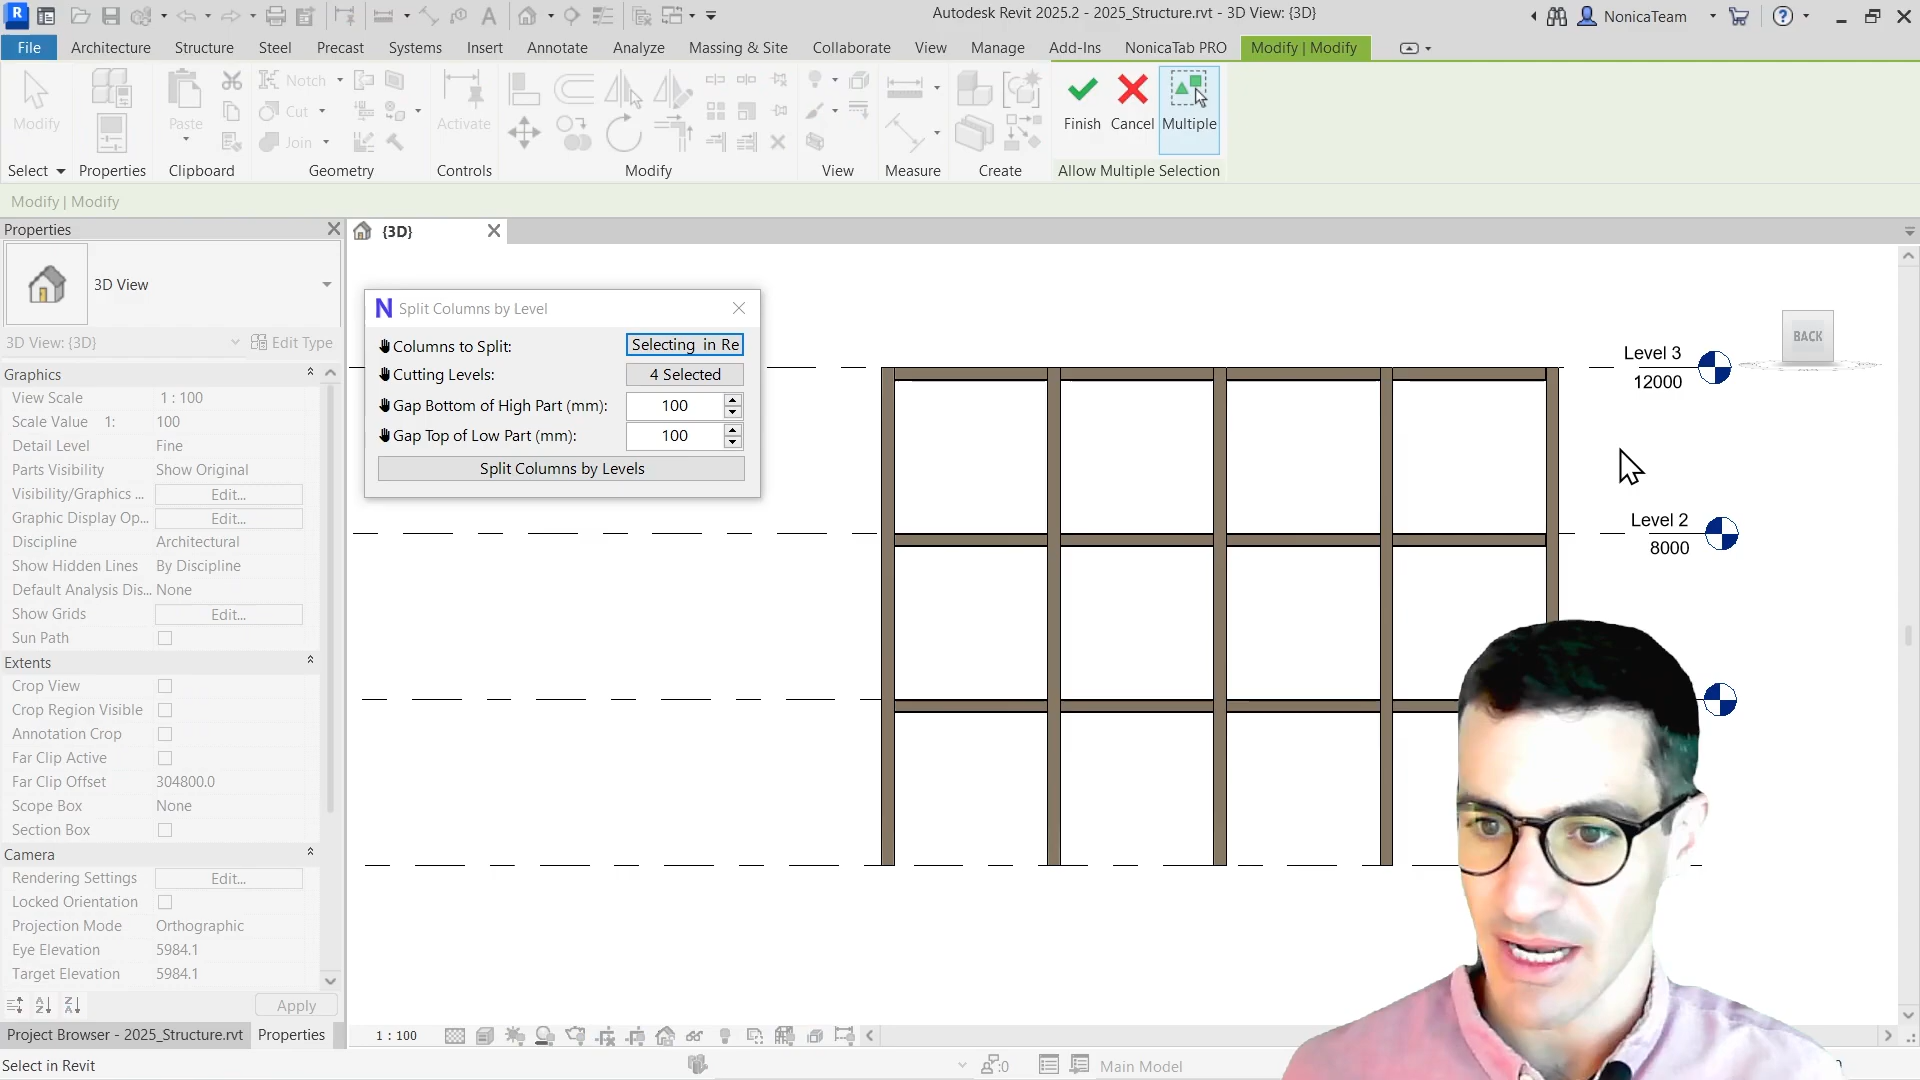 R
Autodesk Revit 2025.2 - 2025_Structure.rvt - 3D View: {3D}
NonicaTeam
File Architecture Structure Steel Precast Systems Insert Annotate Analyze Massing & Site Collaborate View Manage Add-Ins NonicaTab PRO Modify | Modify
Modify
Paste
Notch
Cut
Join
Activate
Finish Cancel Multiple
Select Properties Clipboard Geometry Controls Modify View Measure Create Allow Multiple Selection
Modify | Modify
Properties
{3D}
3D View
3D View: {3D} Edit Type
Graphics
View Scale 1 : 100
Scale Value 1: 100
Detail Level Fine
Parts Visibility Show Original
Visibility/Graphics ... Edit...
Graphic Display Op... Edit...
Discipline Architectural
Show Hidden Lines By Discipline
Default Analysis Dis... None
Show Grids Edit...
Sun Path
Extents
Crop View
Crop Region Visible
Annotation Crop
Far Clip Active
Far Clip Offset 304800.0
Scope Box None
Section Box
Camera
Rendering Settings Edit...
Locked Orientation
Projection Mode Orthographic
Eye Elevation 5984.1
Target Elevation 5984.1
Apply
Project Browser - 2025_Structure.rvt Properties
Select in Revit
N Split Columns by Level
Columns to Split: Selecting in Re
Cutting Levels: 4 Selected
Gap Bottom of High Part (mm): 100
Gap Top of Low Part (mm): 100
Split Columns by Levels
BACK
Level 3
12000
Level 2
8000
1 : 100
:0
Main Model